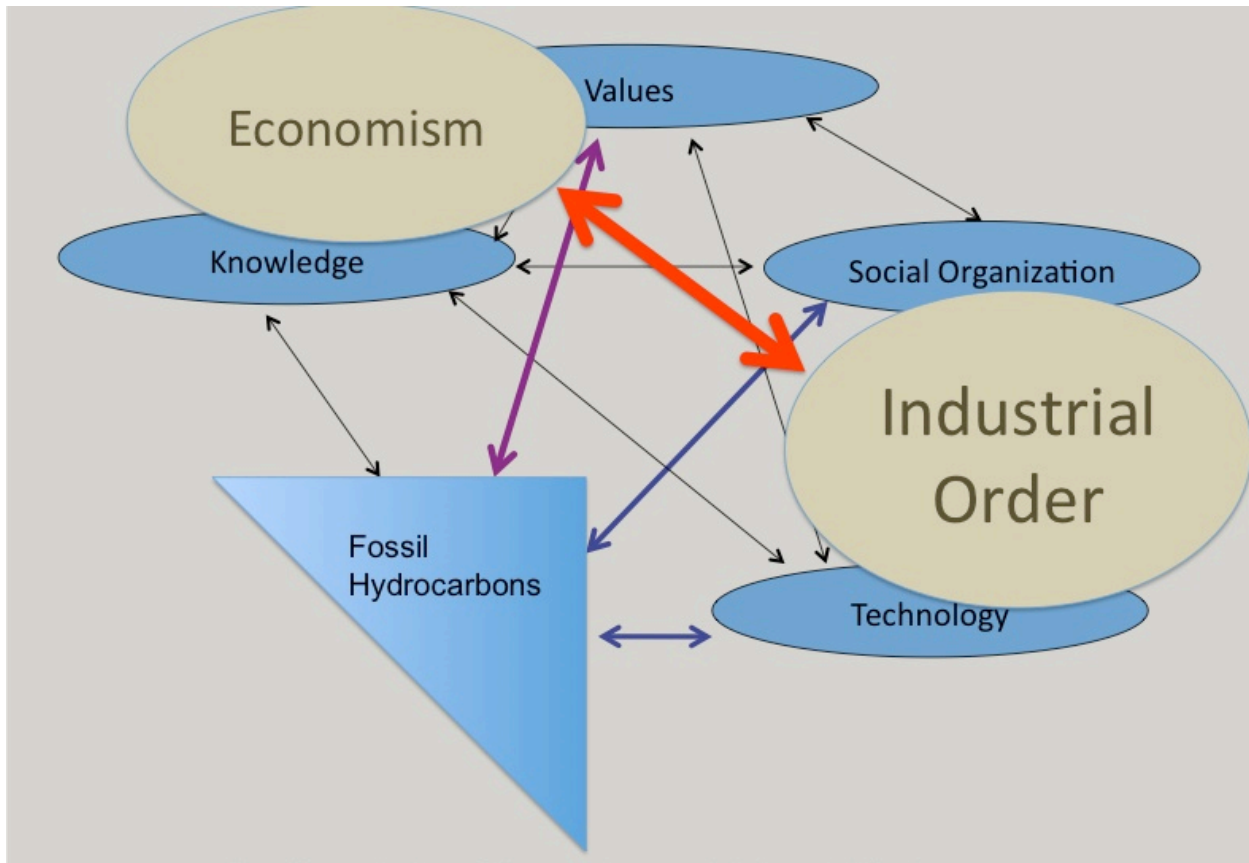 Values
Economism
Knowledge
Social Organization
Industrial
Order
Fossil
Hydrocarbons
Technology